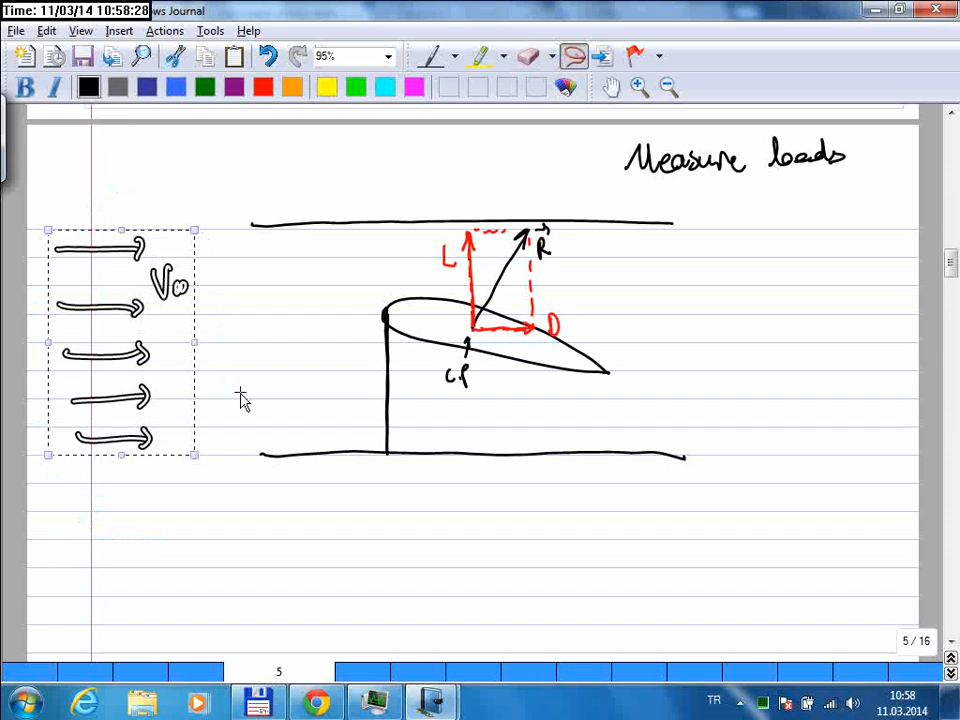 Time: 11/03/14 10:58:28
ws Journal
File Edit View Insert Actions Tools Help
95%
B I
Measure loads
V∞
L
R
D
C.P
5 / 16
5
TR
10:58
11.03.2014